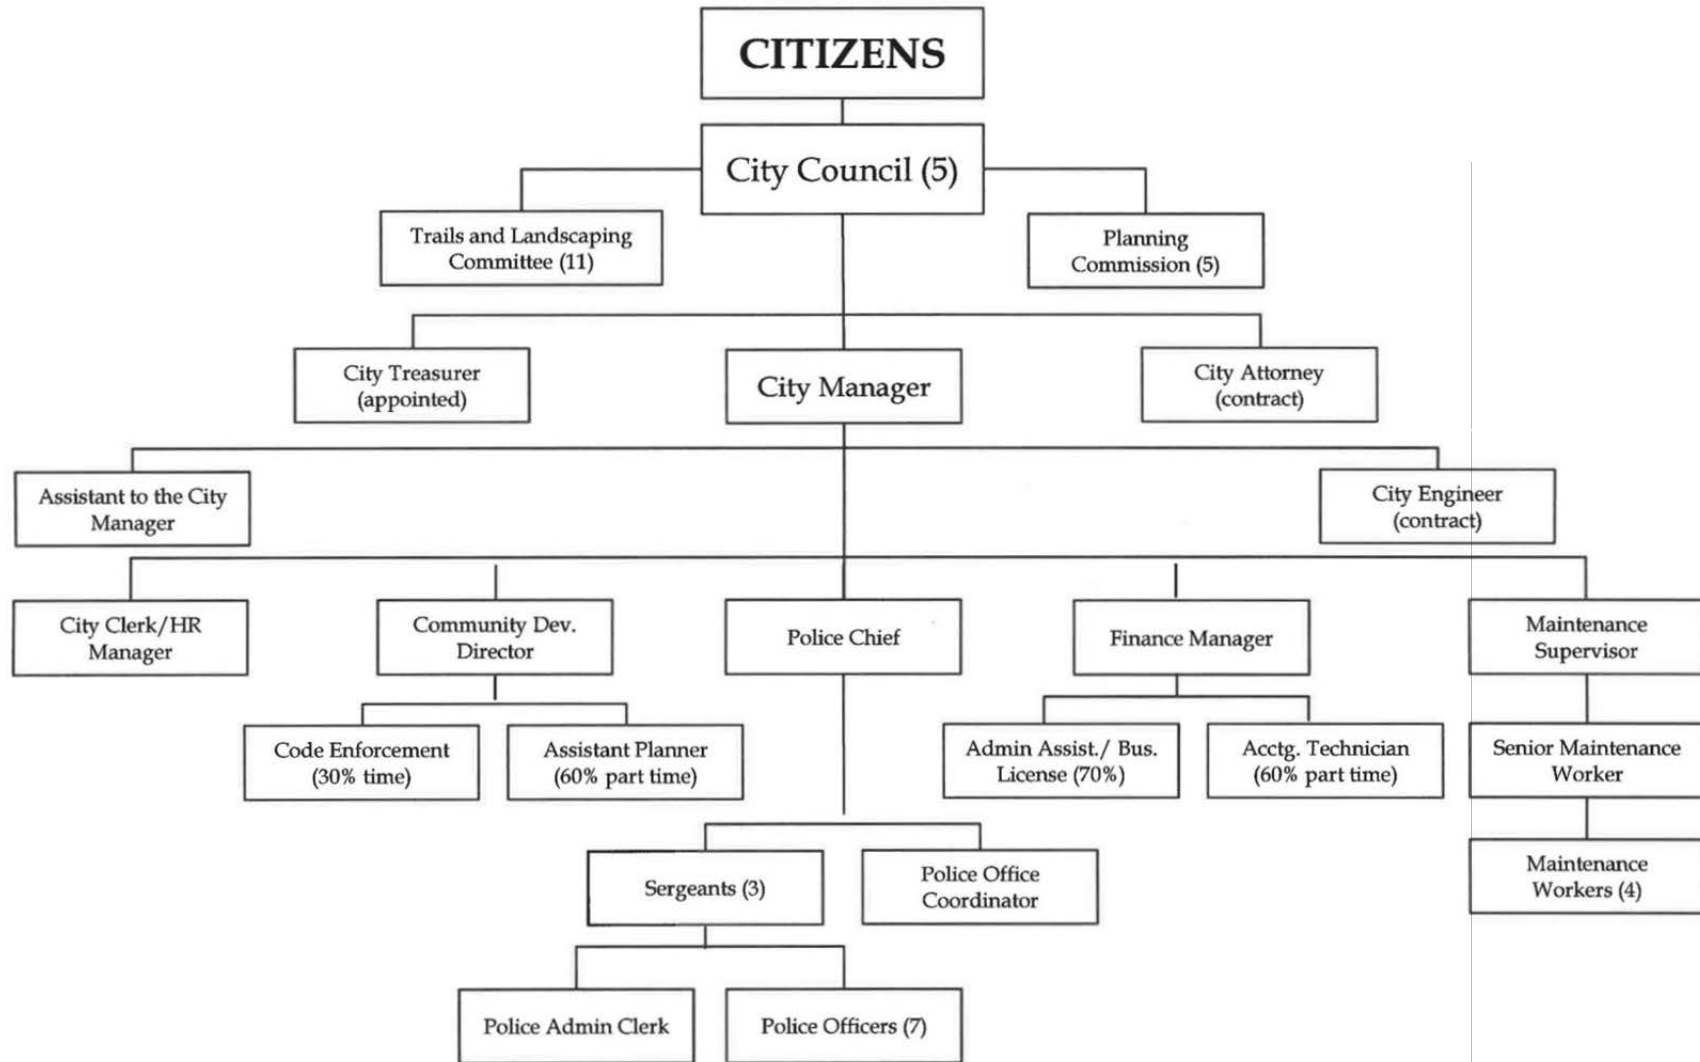 CITIZENS
City Council (5)
Trails and Landscaping
Committee (11)
Planning
Commission (5)
City Treasurer
(appointed)
City Manager
City Attorney
(contract)
Assistant to the City
Manager
City Engineer
(contract)
City Clerk/HR
Manager
Community Dev.
Director
Police Chief
Finance Manager
Maintenance
Supervisor
Code Enforcement
(30% time)
Assistant Planner
(60% part time)
Admin Assist./ Bus.
License (70%)
Acctg. Technician
(60% part time)
Senior Maintenance
Worker
Sergeants (3)
Police Office
Coordinator
Maintenance
Workers (4)
Police Admin Clerk
Police Officers (7)